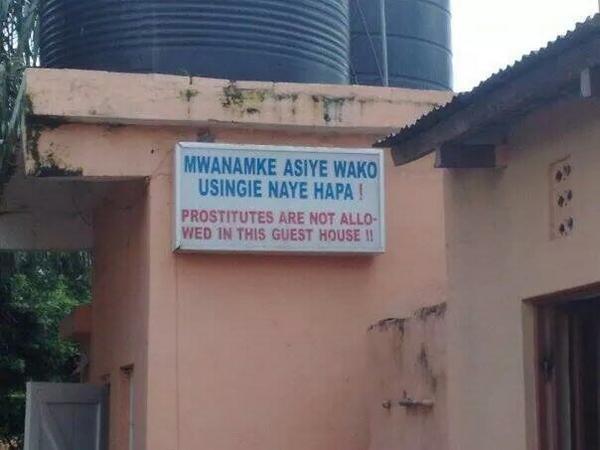 MWANAMKE ASIYE WAKO
USINGIE NAYE HAPA !
PROSTITUTES ARE NOT ALLO-
WED IN THIS GUEST HOUSE !!